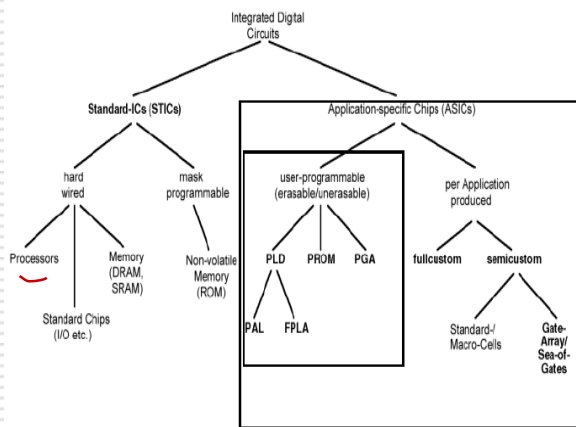 Integrated Digital
Circuits
Standard-ICs (STICs)
Application-specific Chips (ASICs)
hard
wired
mask
programmable
user-programmable
(erasable/unerasable)
per Application
produced
Processors
Memory
(DRAM,
SRAM)
Non-volatile
Memory
(ROM)
PLD
PROM
PGA
fullcustom
semicustom
Standard Chips
(I/O etc.)
PAL
FPLA
Standard-/
Macro-Cells
Gate-
Array/
Sea-of-
Gates